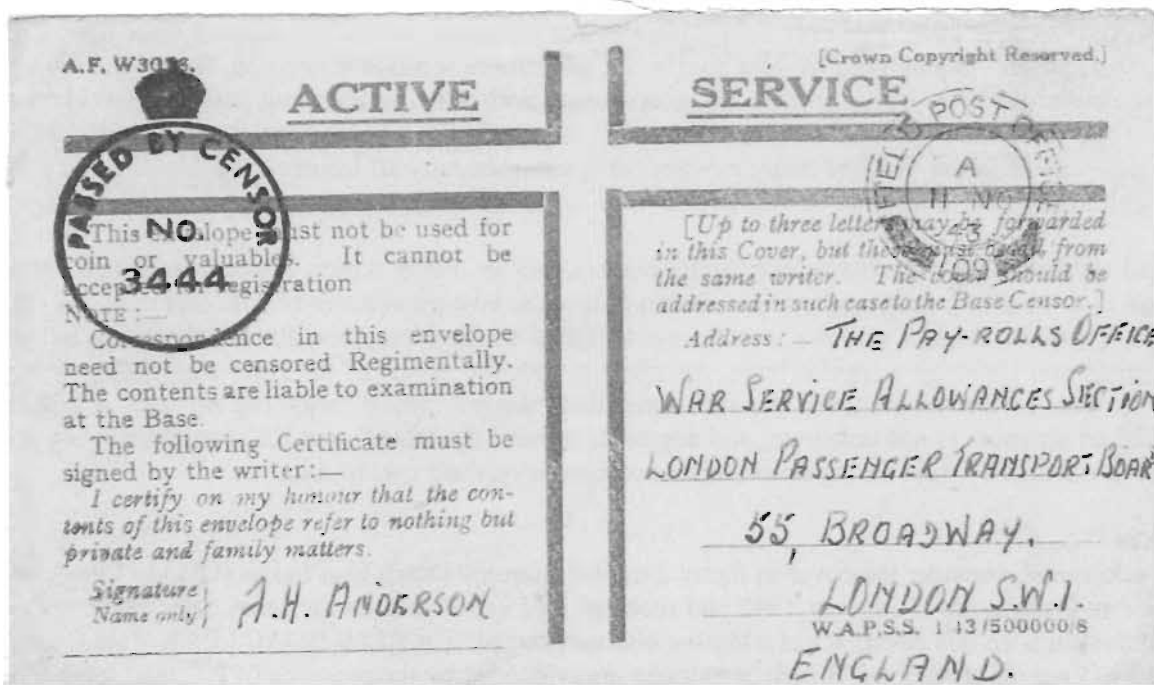 A.F. W3078.
[Crown Copyright Reserved.]
ACTIVE SERVICE
PASSED BY CENSOR
NO.
3444
This envelope must not be used for
coin or valuables. It cannot be
accepted for registration
NOTE :—
Correspondence in this envelope
need not be censored Regimentally.
The contents are liable to examination
at the Base.
The following Certificate must be
signed by the writer:—
I certify on my honour that the con-
tents of this envelope refer to nothing but
private and family matters.
Signature
Name only
A.H. ANDERSON
POST
A
11 NO
43
[Up to three letters may be forwarded
in this Cover, but these must be all from
the same writer. The cover should be
addressed in such case to the Base Censor.]
Address :— THE PAY-ROLLS OFFICE
WAR SERVICE ALLOWANCES SECTION
LONDON PASSENGER TRANSPORT BOARD
55, BROADWAY.
LONDON S.W.1.
W.A.P.S.S. 143/500000/8
ENGLAND.